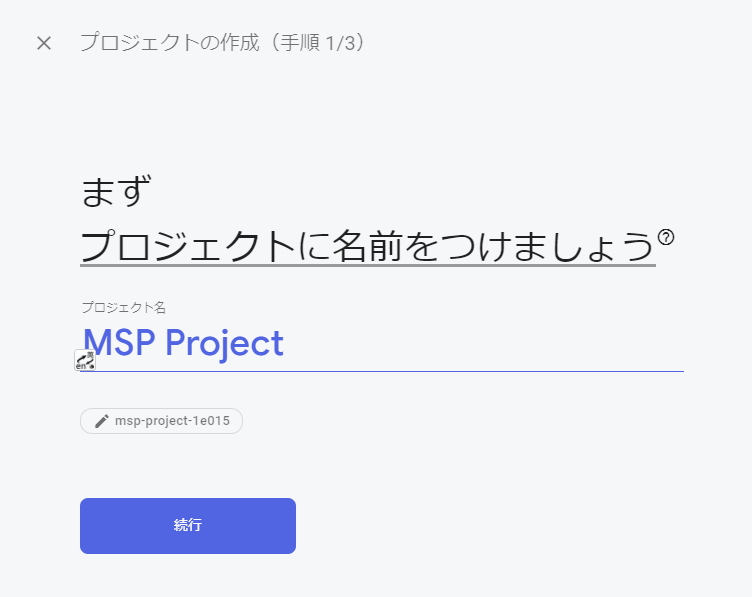 プロジェクトの作成（手順 1/3）
まず
プロジェクトに名前をつけましょう
プロジェクト名
MSP Project
msp-project-1e015
続行